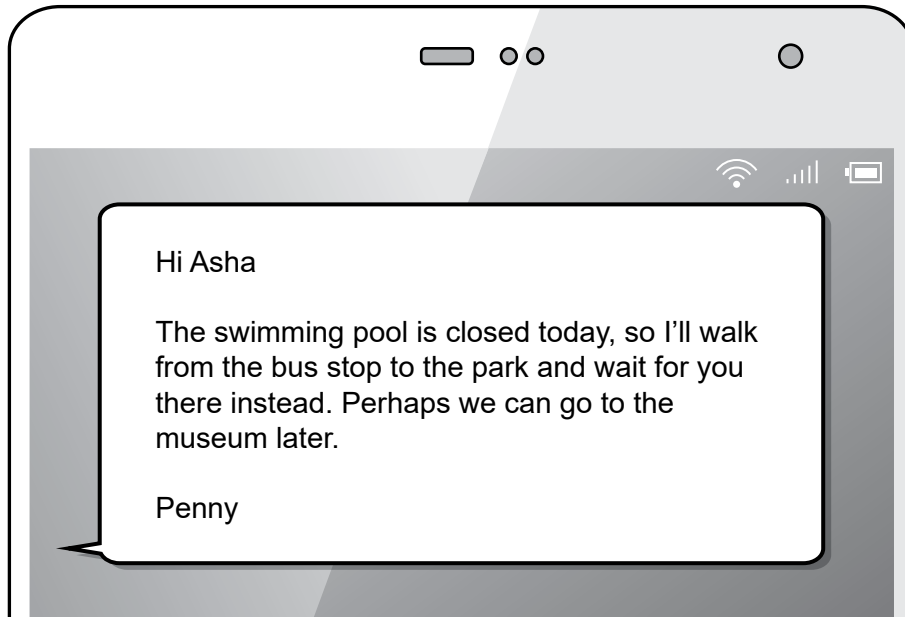 Hi Asha
The swimming pool is closed today, so I’ll walk
from the bus stop to the park and wait for you
there instead. Perhaps we can go to the
museum later.
Penny